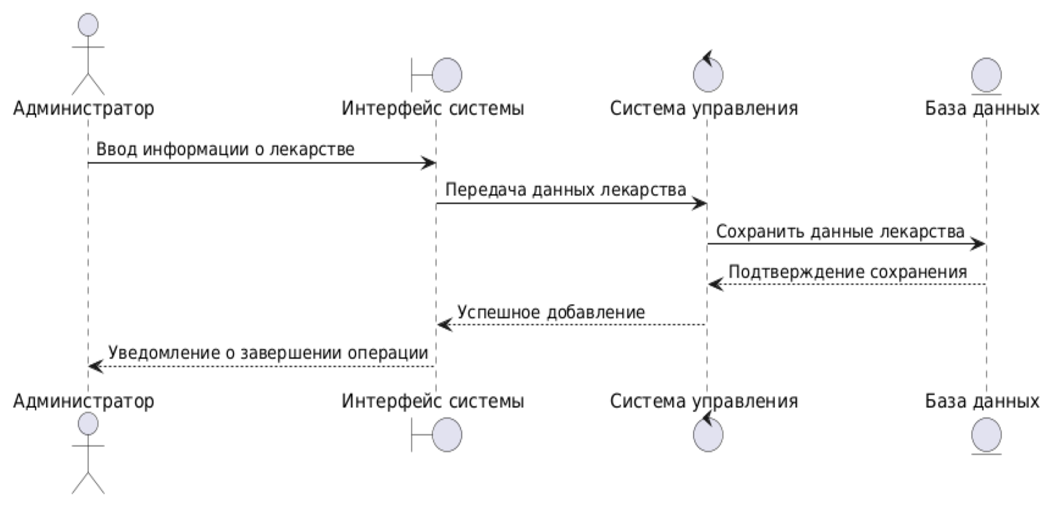 Администратор
Интерфейс системы
Система управления
База данных
Ввод информации о лекарстве
Передача данных лекарства
Сохранить данные лекарства
Подтверждение сохранения
Успешное добавление
Уведомление о завершении операции
Администратор
Интерфейс системы
Система управления
База данных